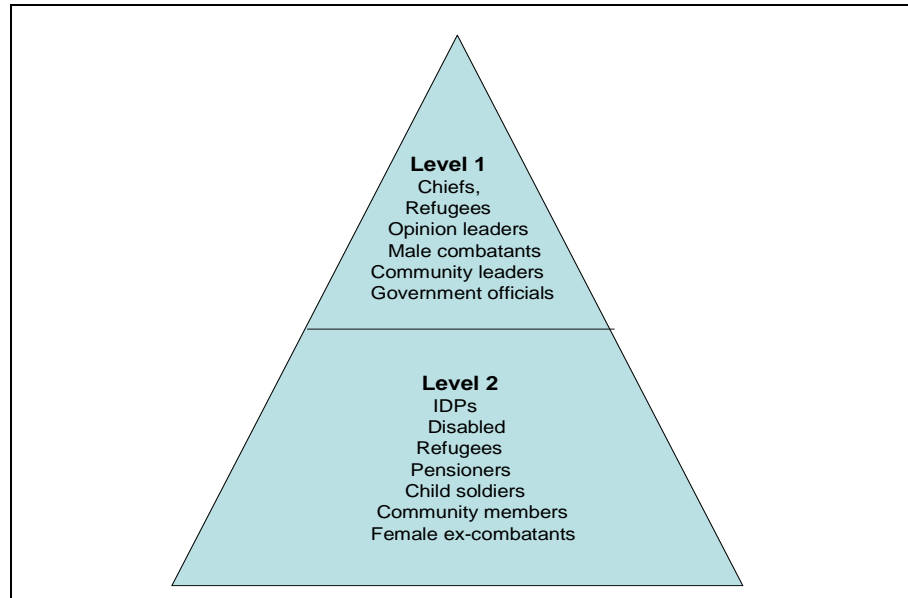 Level 1
Chiefs,
Refugees
Opinion leaders
Male combatants
Community leaders
Government officials
Level 2
IDPs
Disabled
Refugees
Pensioners
Child soldiers
Community members
Female ex-combatants